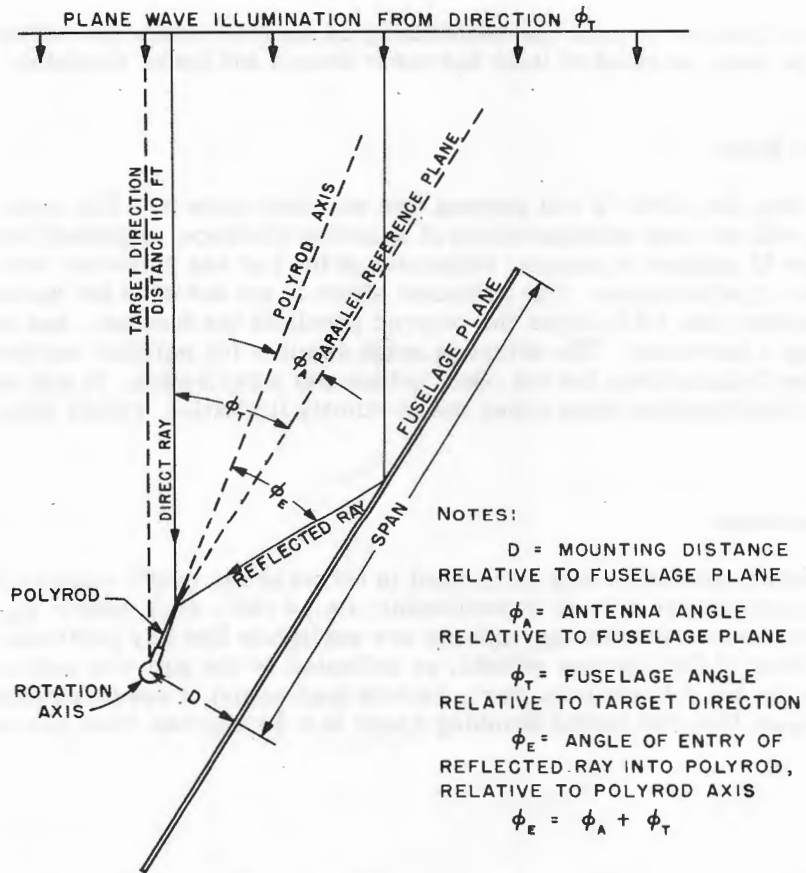 PLANE WAVE ILLUMINATION FROM DIRECTION ϕT
TARGET DIRECTION
DISTANCE 110 FT
DIRECT RAY
POLYROD AXIS
PARALLEL REFERENCE PLANE
ϕA
ϕT
ϕE
FUSELAGE PLANE
SPAN
REFLECTED RAY
POLYROD
ROTATION
AXIS
D
NOTES:
D = MOUNTING DISTANCE
RELATIVE TO FUSELAGE PLANE
ϕA = ANTENNA ANGLE
RELATIVE TO FUSELAGE PLANE
ϕT = FUSELAGE ANGLE
RELATIVE TO TARGET DIRECTION
ϕE = ANGLE OF ENTRY OF
REFLECTED RAY INTO POLYROD,
RELATIVE TO POLYROD AXIS
ϕE = ϕA + ϕT